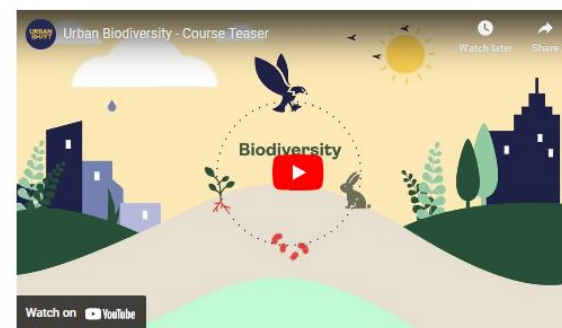 URBAN
SHIFT
Urban Biodiversity - Course Teaser
Watch later
Share
Biodiversity
Watch on YouTube